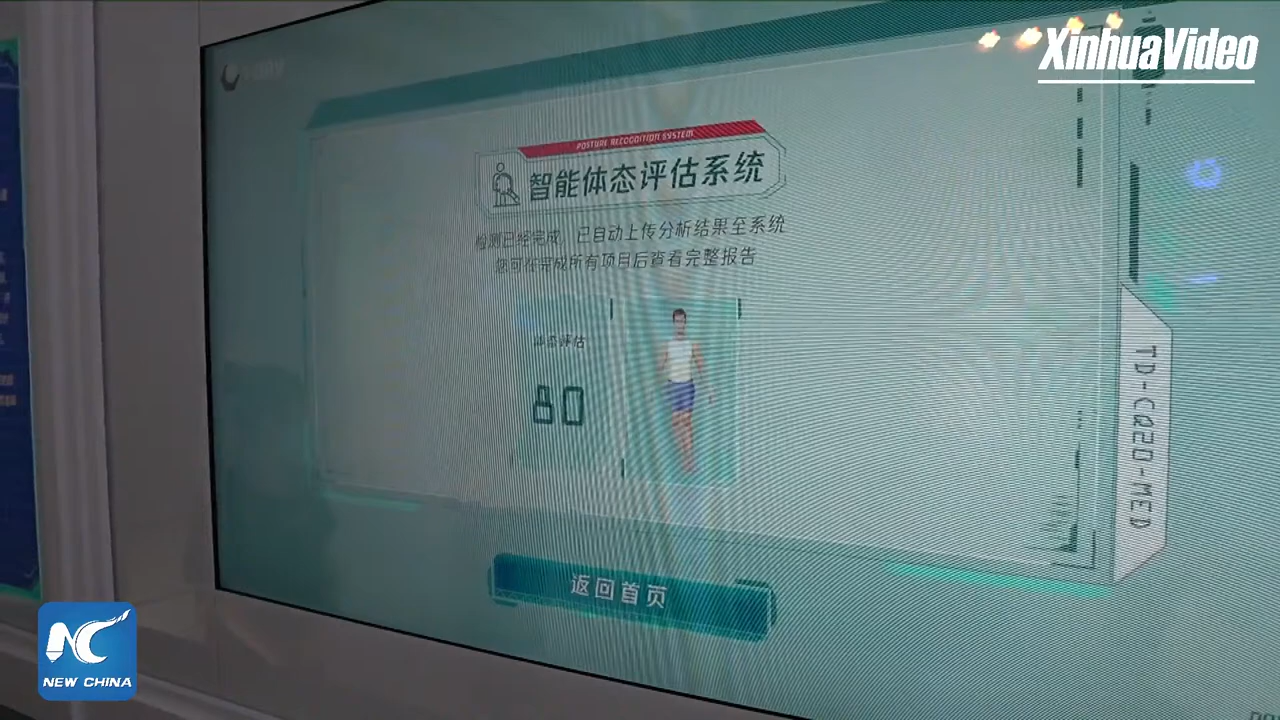 XinhuaVideo
POSTURE RECOGDITION SYSTEM
智能体态评估系统
检测已经完成，已自动上传分析结果至系统
您可在完成所有项目后查看完整报告
体态评估
80
返回首页
TD-CQ20-MED
NC
NEW CHINA